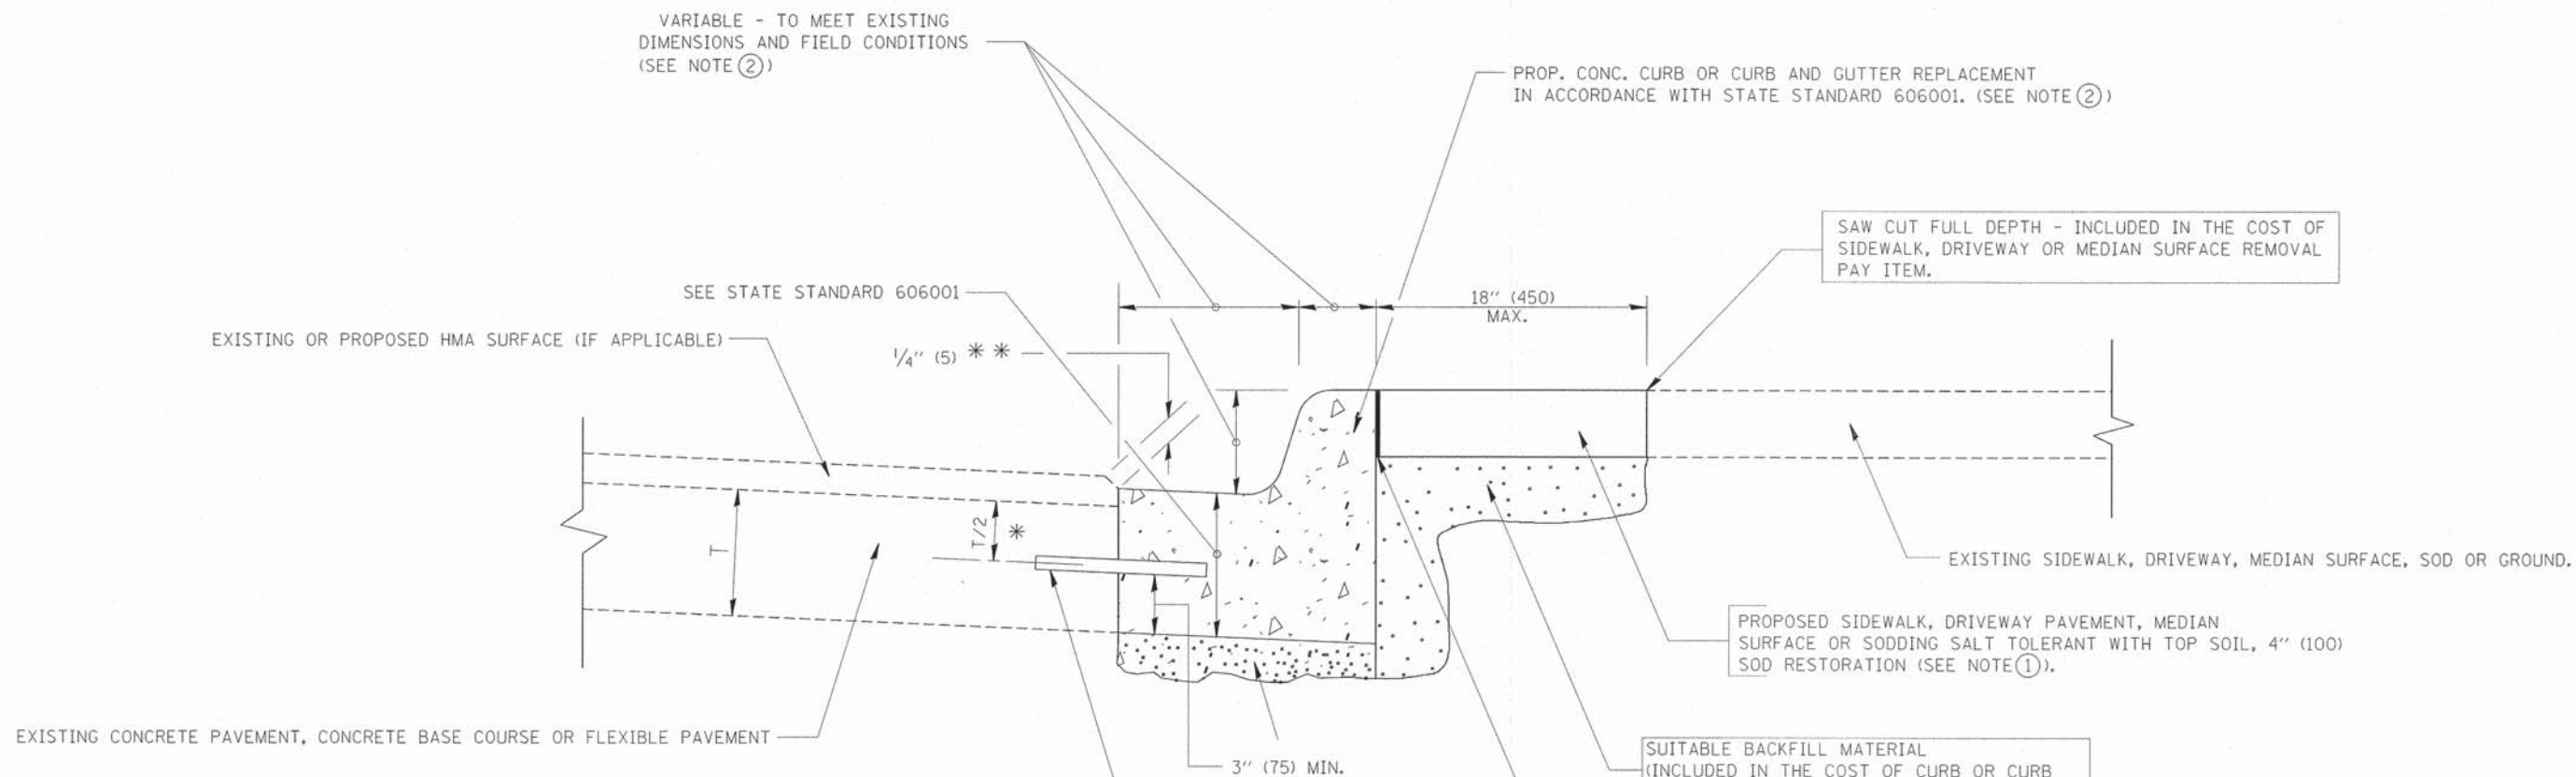 VARIABLE - TO MEET EXISTING
DIMENSIONS AND FIELD CONDITIONS
(SEE NOTE ②)
PROP. CONC. CURB OR CURB AND GUTTER REPLACEMENT
IN ACCORDANCE WITH STATE STANDARD 606001. (SEE NOTE ②)
SAW CUT FULL DEPTH - INCLUDED IN THE COST OF
SIDEWALK, DRIVEWAY OR MEDIAN SURFACE REMOVAL
PAY ITEM.
SEE STATE STANDARD 606001
18" (450)
MAX.
EXISTING OR PROPOSED HMA SURFACE (IF APPLICABLE)
1/4" (5) * *
T
T/2 *
EXISTING SIDEWALK, DRIVEWAY, MEDIAN SURFACE, SOD OR GROUND.
PROPOSED SIDEWALK, DRIVEWAY PAVEMENT, MEDIAN
SURFACE OR SODDING SALT TOLERANT WITH TOP SOIL, 4" (100)
SOD RESTORATION (SEE NOTE ①).
EXISTING CONCRETE PAVEMENT, CONCRETE BASE COURSE OR FLEXIBLE PAVEMENT
3" (75) MIN.
SUITABLE BACKFILL MATERIAL
(INCLUDED IN THE COST OF CURB OR CURB